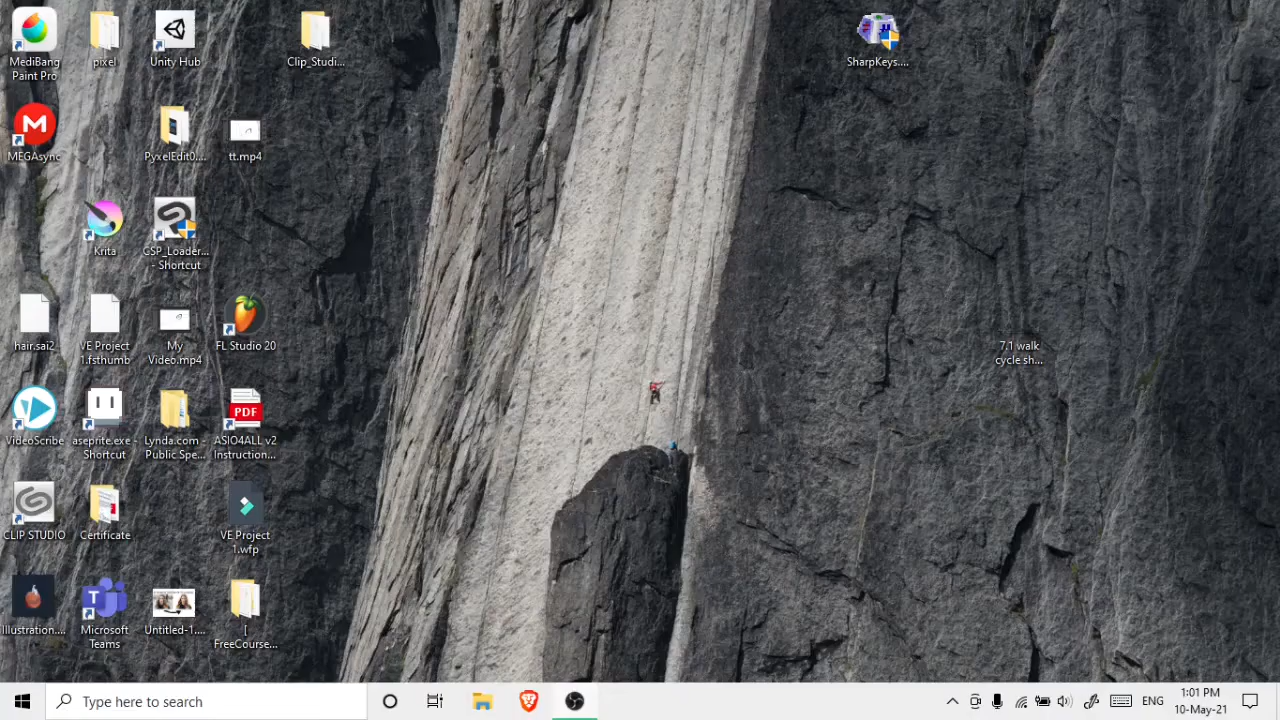 MediBang
Paint Pro
pixel
Unity Hub
Clip_Studi...
SharpKeys....
MEGAsync
PyxelEdit0....
tt.mp4
Krita
CSP_Loader...
- Shortcut
hair.sai2
VE Project
1.fsthumb
My
Video.mp4
FL Studio 20
7.1 walk
cycle sh...
VideoScribe
aseprite.exe -
Shortcut
Lynda.com -
Public Spe...
PDF
ASIO4ALL v2
Instruction...
CLIP STUDIO
Certificate
VE Project
1.wfp
Illustration....
Microsoft
Teams
Untitled-1....
[
FreeCourse...
Type here to search
ENG
1:01 PM
10-May-21